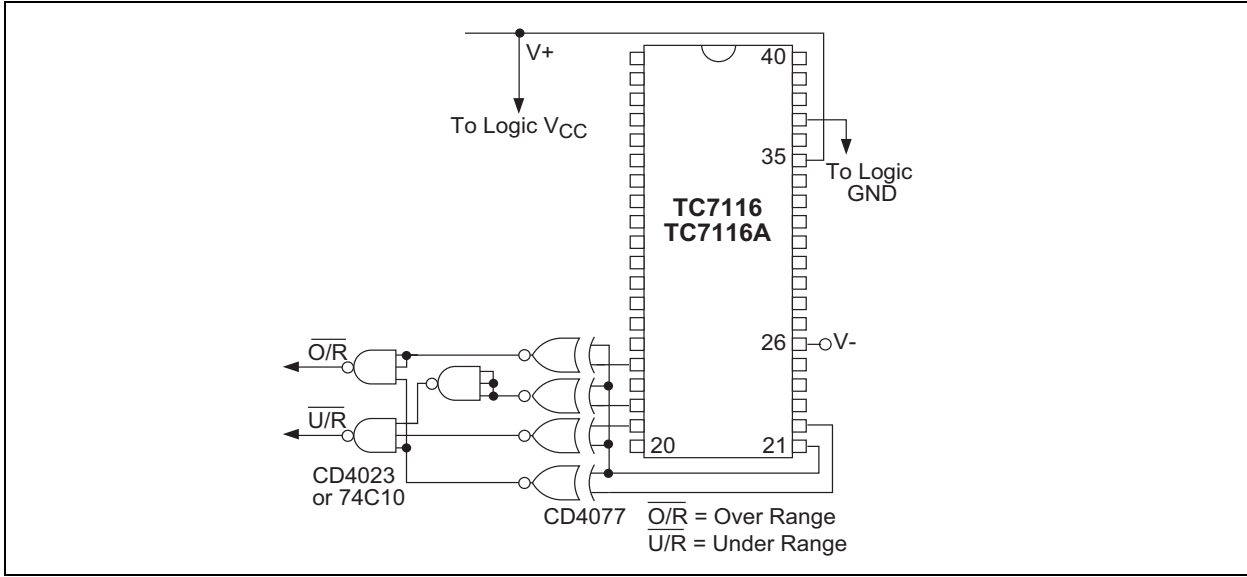 V+
To Logic VCC
40
35
To Logic
GND
TC7116
TC7116A
26
V-
O/R
U/R
20
21
CD4023
or 74C10
CD4077
O/R = Over Range
U/R = Under Range